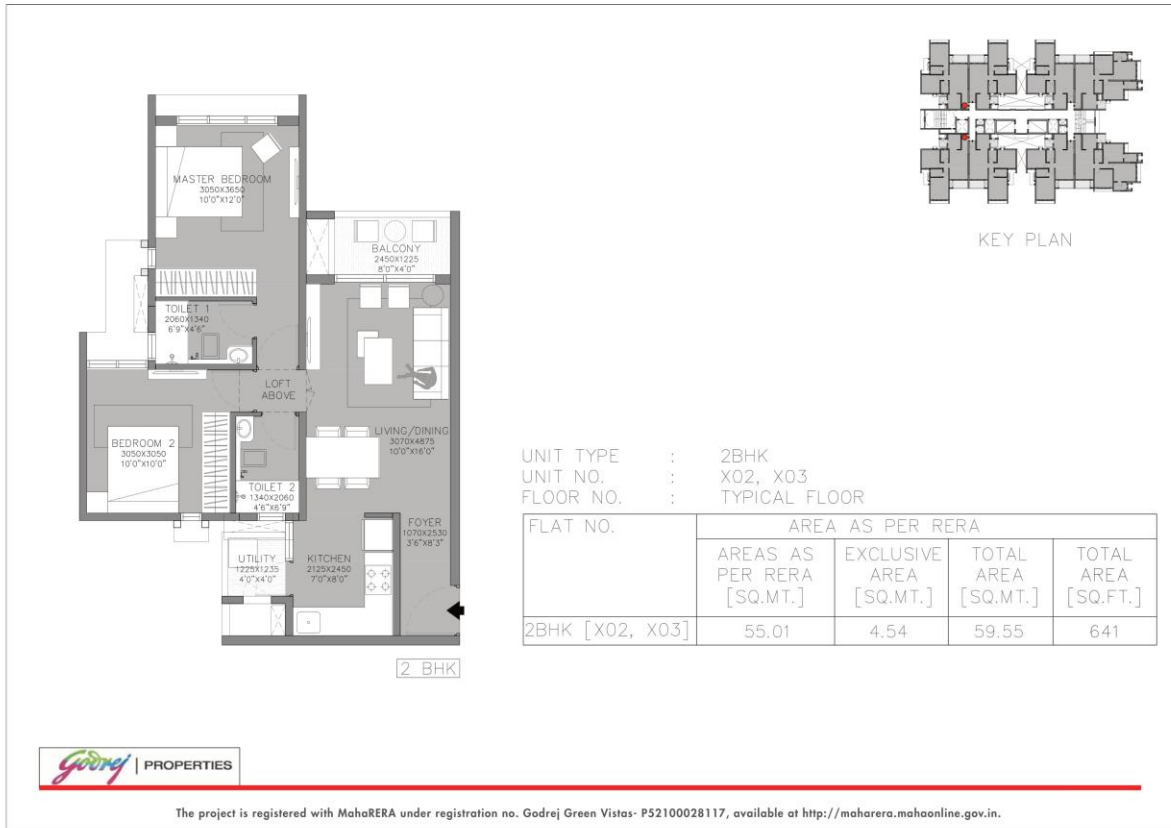 MASTER BEDROOM
3050X3650
10'0"X12'0"
BALCONY
2450X1225
8'0"X4'0"
TOILET 1
2060X1340
6'9"X4'6"
LOFT
ABOVE
LIVING/DINING
3070X4875
10'0"X16'0"
BEDROOM 2
3050X3050
10'0"X10'0"
TOILET 2
1340X2060
4'6"X6'9"
FOYER
1070X2530
3'6"X8'3"
UTILITY
1225X1235
4'0"X4'0"
KITCHEN
2125X2450
7'0"X8'0"
2 BHK
KEY PLAN
UNIT TYPE : 2BHK
UNIT NO. : X02, X03
FLOOR NO. : TYPICAL FLOOR
FLAT NO.
AREA AS PER RERA
AREAS AS PER RERA [SQ.MT.]
EXCLUSIVE AREA [SQ.MT.]
TOTAL AREA [SQ.MT.]
TOTAL AREA [SQ.FT.]
2BHK [X02, X03] 55.01 4.54 59.55 641
Godrej | PROPERTIES
The project is registered with MahaRERA under registration no. Godrej Green Vistas- P52100028117, available at http://maharera.mahaonline.gov.in.